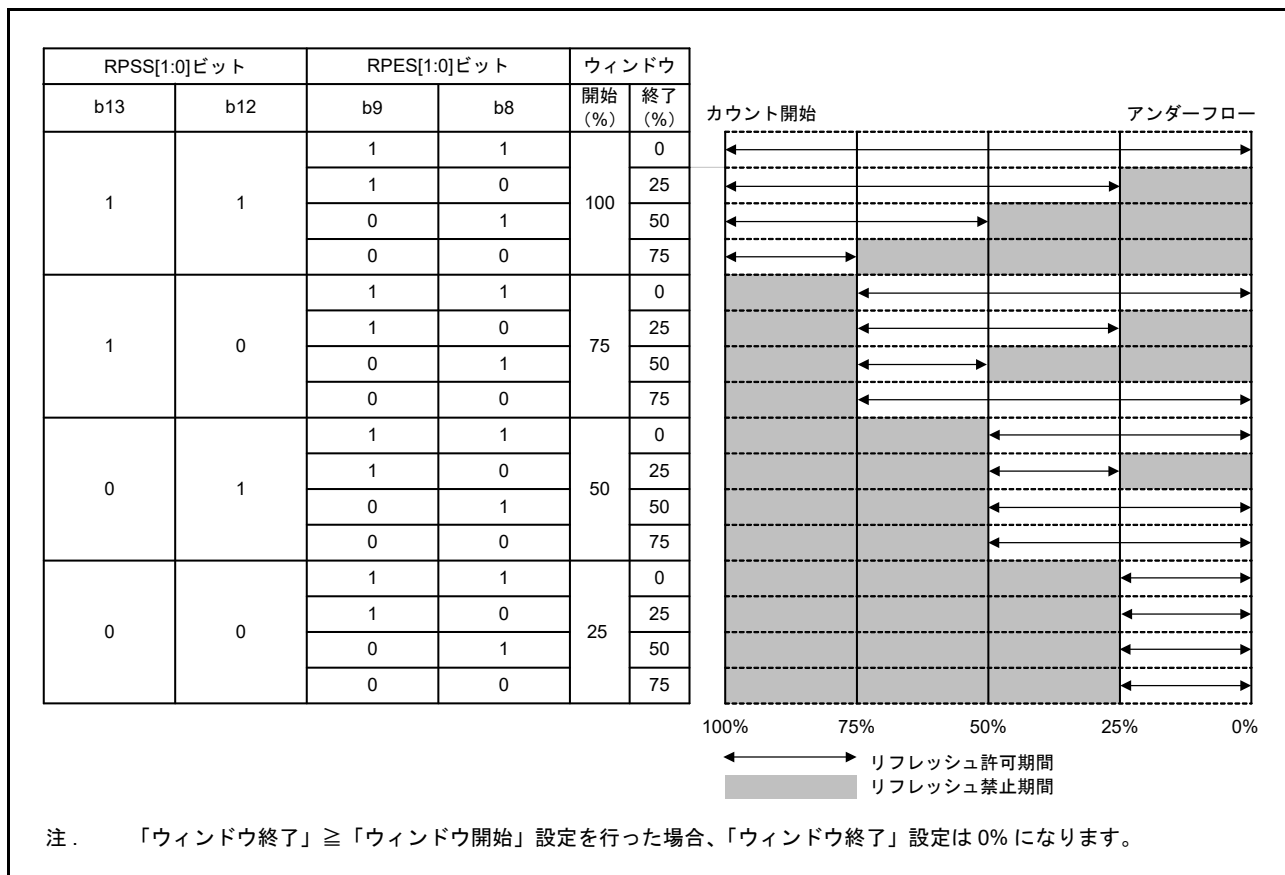 RPSS[1:0]ビット RPES[1:0]ビット ウィンドウ
b13 b12 b9 b8 開始（%） 終了（%）
カウント開始 アンダーフロー
1 1 1 1 100 0
1 0 25
0 1 50
0 0 75
1 0 1 1 75 0
1 0 25
0 1 50
0 0 75
0 1 1 1 50 0
1 0 25
0 1 50
0 0 75
0 0 1 1 25 0
1 0 25
0 1 50
0 0 75
100% 75% 50% 25% 0%
リフレッシュ許可期間
リフレッシュ禁止期間
注． 「ウィンドウ終了」≧「ウィンドウ開始」設定を行った場合、「ウィンドウ終了」設定は 0% になります。